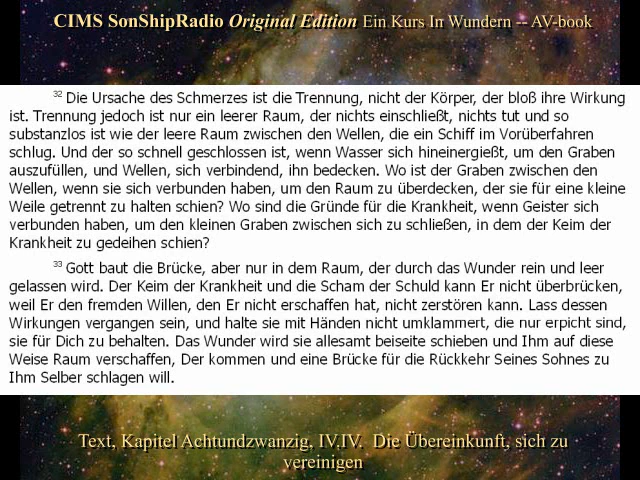 CIMS SonShipRadio Original Edition Ein Kurs In Wundern -- AV-book
32 Die Ursache des Schmerzes ist die Trennung, nicht der Körper, der bloß ihre Wirkung
ist. Trennung jedoch ist nur ein leerer Raum, der nichts einschließt, nichts tut und so
substanzlos ist wie der leere Raum zwischen den Wellen, die ein Schiff im Vorüberfahren
schlug. Und der so schnell geschlossen ist, wenn Wasser sich hineinergießt, um den Graben
auszufüllen, und Wellen, sich verbindend, ihn bedecken. Wo ist der Graben zwischen den
Wellen, wenn sie sich verbunden haben, um den Raum zu überdecken, der sie für eine kleine
Weile getrennt zu halten schien? Wo sind die Gründe für die Krankheit, wenn Geister sich
verbunden haben, um den kleinen Graben zwischen sich zu schließen, in dem der Keim der
Krankheit zu gedeihen schien?
33 Gott baut die Brücke, aber nur in dem Raum, der durch das Wunder rein und leer
gelassen wird. Der Keim der Krankheit und die Scham der Schuld kann Er nicht überbrücken,
weil Er den fremden Willen, den Er nicht erschaffen hat, nicht zerstören kann. Lass dessen
Wirkungen vergangen sein, und halte sie mit Händen nicht umklammert, die nur erpicht sind,
sie für Dich zu behalten. Das Wunder wird sie allesamt beiseite schieben und Ihm auf diese
Weise Raum verschaffen, Der kommen und eine Brücke für die Rückkehr Seines Sohnes zu
Ihm Selber schlagen will.
Text, Kapitel Achtundzwanzig, IV,IV. Die Übereinkunft, sich zu
vereinigen